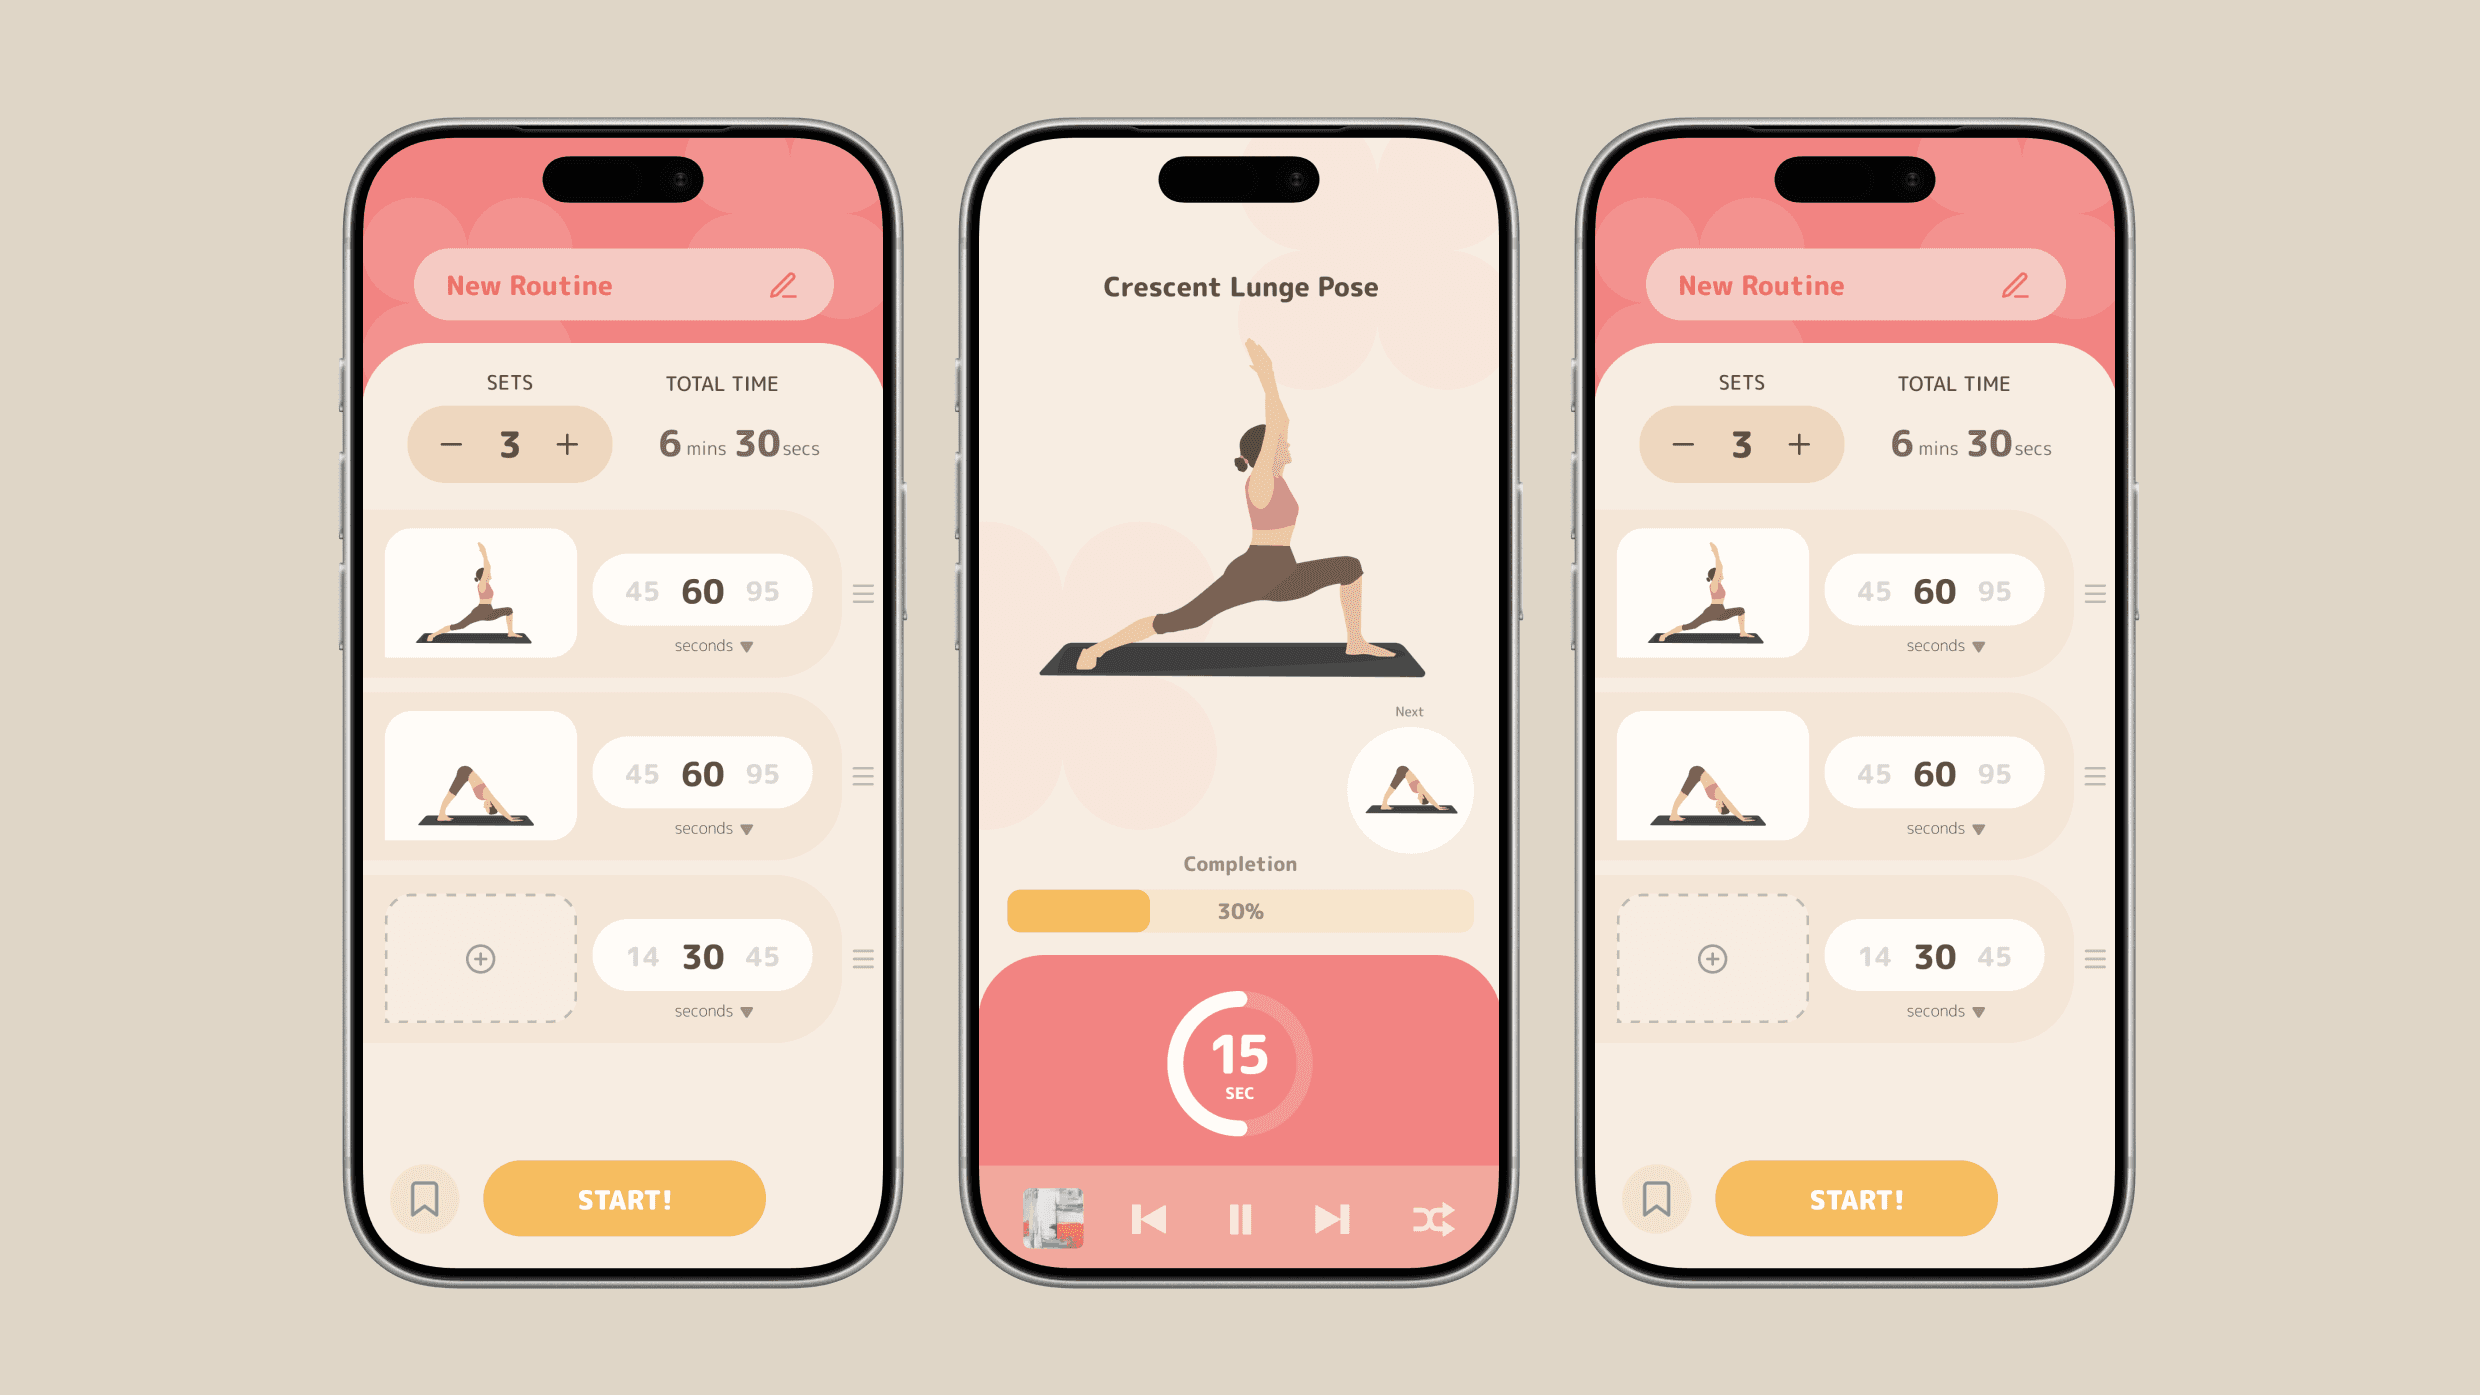 New Routine
SETS
TOTAL TIME
3
6 mins 30 secs
45 60 95
seconds
45 60 95
seconds
14 30 45
seconds
START!
Crescent Lunge Pose
Next
Completion
30%
15
SEC
New Routine
SETS
TOTAL TIME
3
6 mins 30 secs
45 60 95
seconds
45 60 95
seconds
14 30 45
seconds
START!